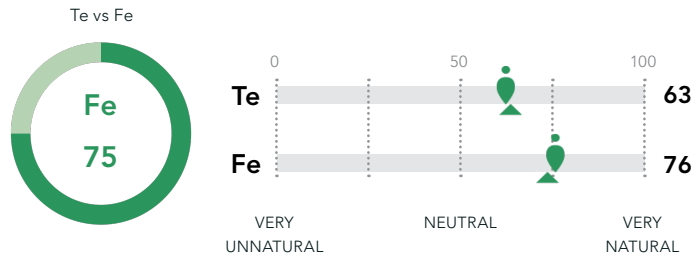 Te vs Fe
Fe
75
0 50 100
Te 63
Fe 76
VERY UNNATURAL
NEUTRAL
VERY NATURAL